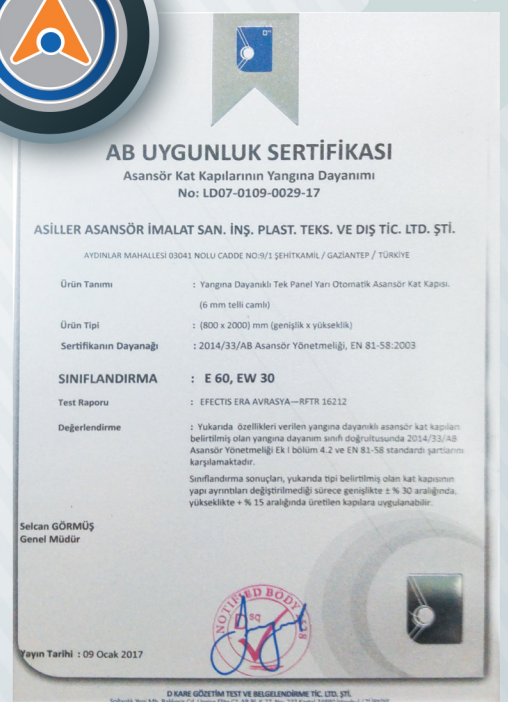 D²
AB UYGUNLUK SERTİFİKASI
Asansör Kat Kapılarının Yangına Dayanımı
No: LD07-0109-0029-17
ASİLLER ASANSÖR İMALAT SAN. İNŞ. PLAST. TEKS. VE DIŞ TİC. LTD. ŞTİ.
AYDINLAR MAHALLESİ 03041 NOLU CADDE NO:9/1 ŞEHİTKAMİL / GAZİANTEP / TÜRKİYE
Ürün Tanımı : Yangına Dayanıklı Tek Panel Yarı Otomatik Asansör Kat Kapısı.
(6 mm telli camlı)
Ürün Tipi : (800 x 2000) mm (genişlik x yükseklik)
Sertifikanın Dayanağı : 2014/33/AB Asansör Yönetmeliği, EN 81-58:2003
SINIFLANDIRMA : E 60, EW 30
Test Raporu : EFECTIS ERA AVRASYA—RFTR 16212
Değerlendirme : Yukarıda özellikleri verilen yangına dayanıklı asansör kat kapıları
belirtilmiş olan yangına dayanım sınıfı doğrultusunda 2014/33/AB
Asansör Yönetmeliği Ek I bölüm 4.2 ve EN 81-58 standardı şartlarını
karşılamaktadır.
Sınıflandırma sonuçları, yukarıda tipi belirtilmiş olan kat kapısının
yapı ayrıntıları değiştirilmediği sürece genişlikte ± % 30 aralığında,
yükseklikte + % 15 aralığında üretilen kapılara uygulanabilir.
Selcan GÖRMÜŞ
Genel Müdür
NOTIFIED BODY
sq
Yayın Tarihi : 09 Ocak 2017
D KARE GÖZETİM TEST VE BELGELENDİRME TİC. LTD. ŞTİ.